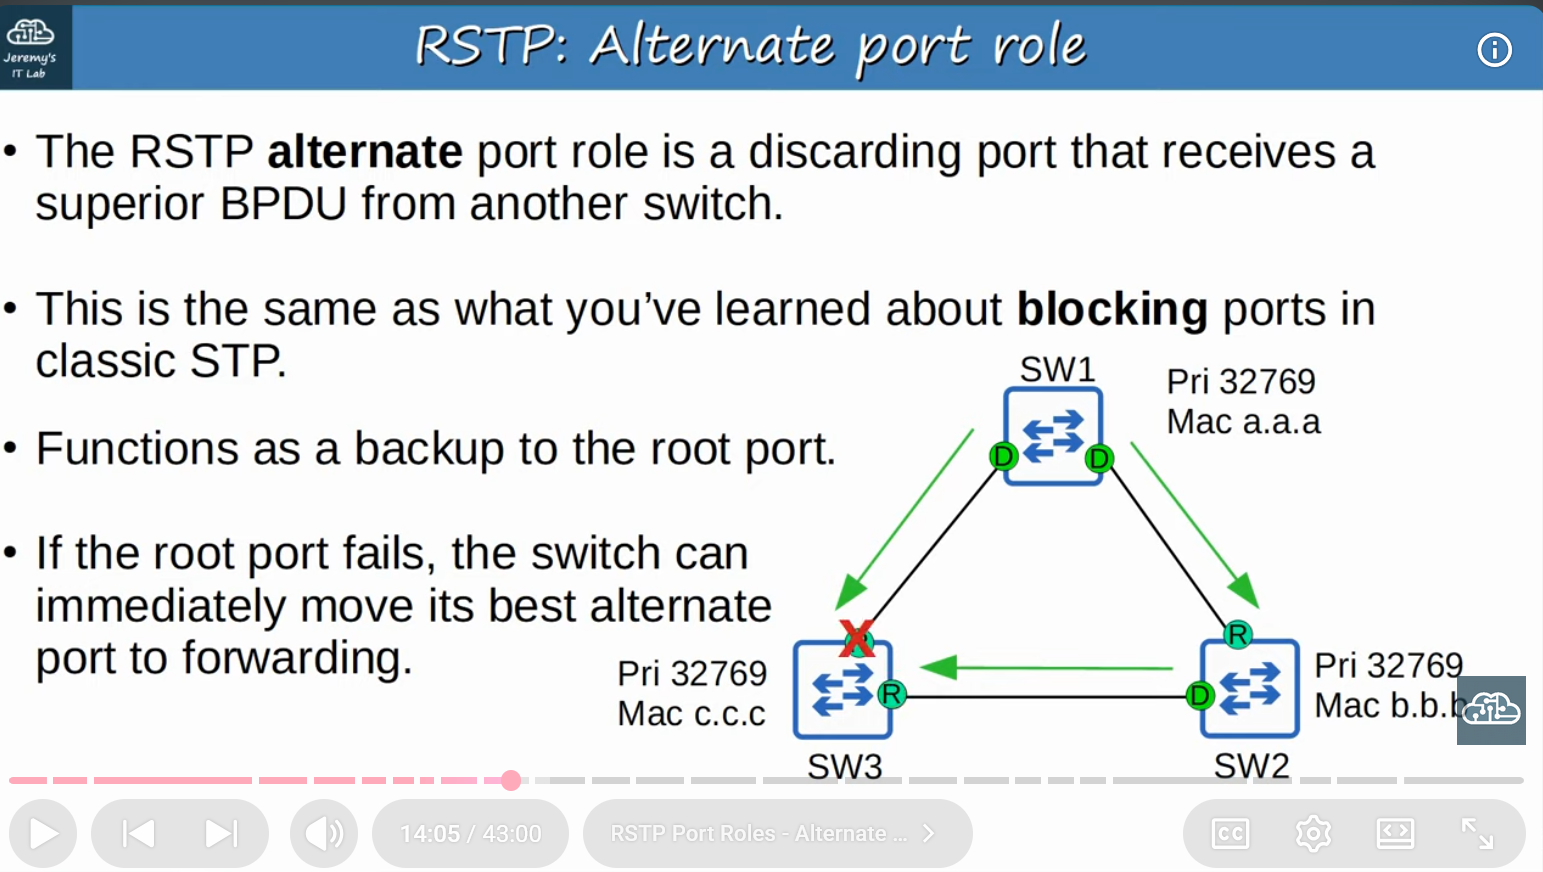 Jeremy's
IT Lab
RSTP: Alternate port role
• The RSTP alternate port role is a discarding port that receives a
superior BPDU from another switch.
• This is the same as what you've learned about blocking ports in
classic STP.
• Functions as a backup to the root port.
• If the root port fails, the switch can
immediately move its best alternate
port to forwarding.
SW1
Pri 32769
Mac a.a.a
D
D
R
Pri 32769
Mac c.c.c
R
D
Pri 32769
Mac b.b.b
SW3
SW2
14:05 / 43:00
RSTP Port Roles - Alternate ...
CC